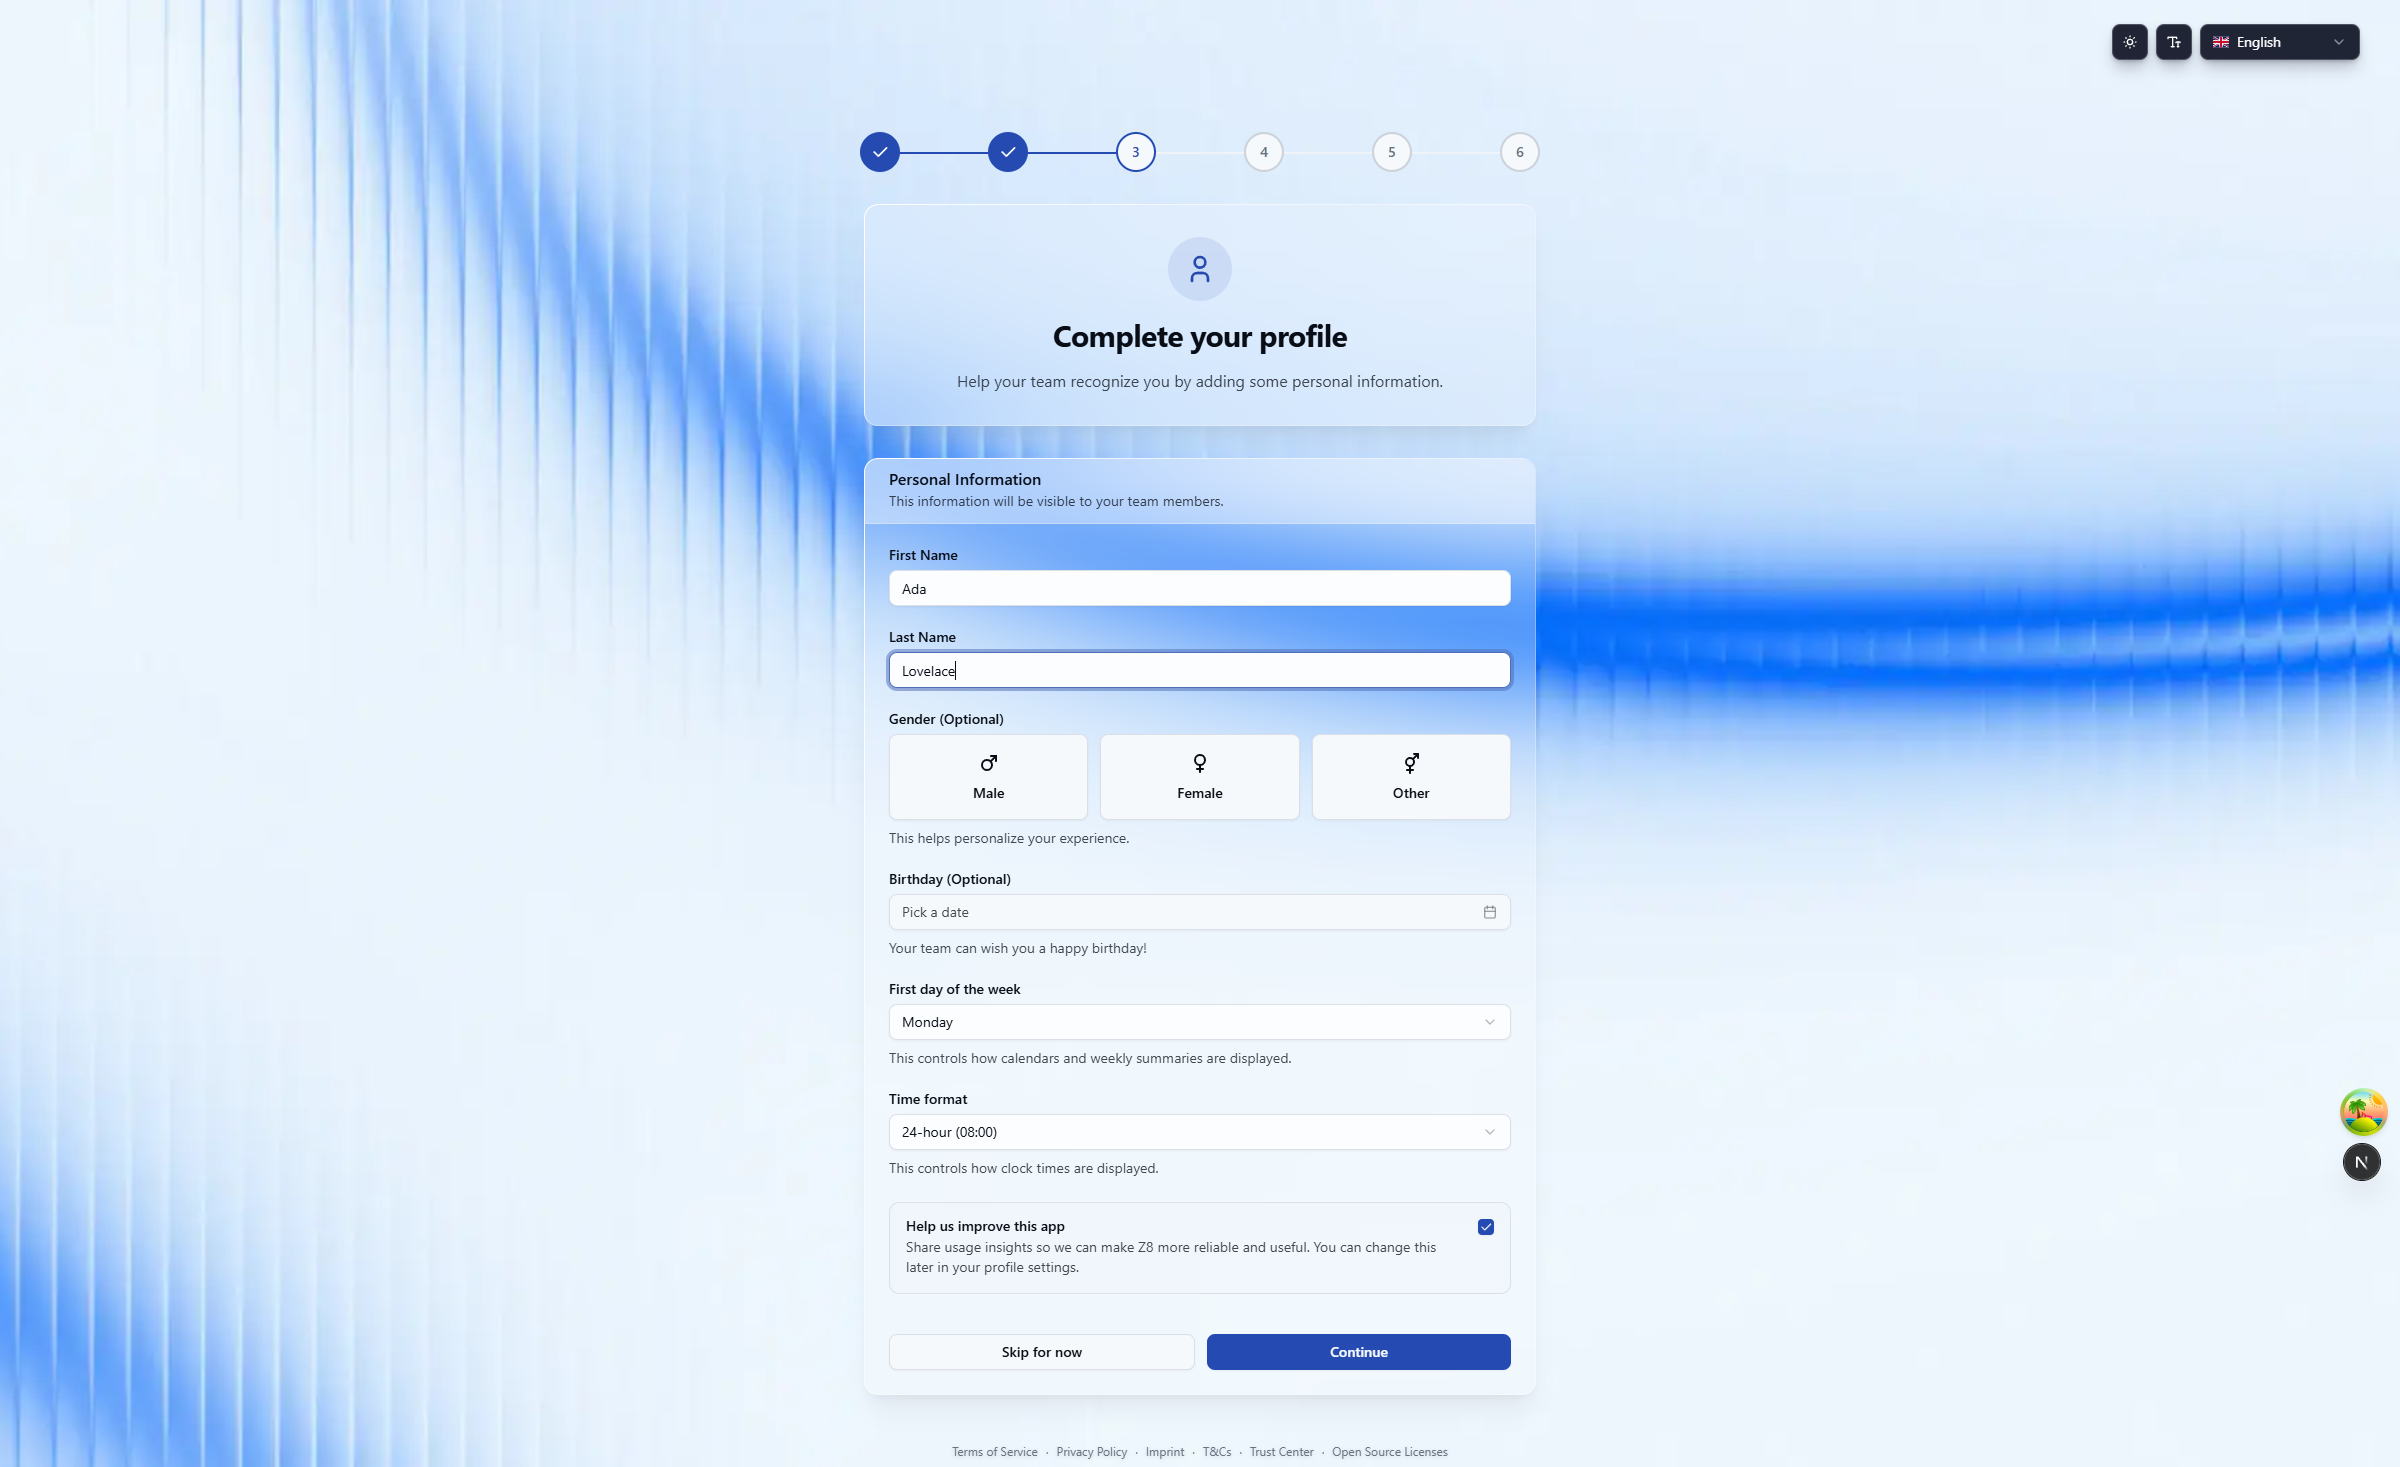 English
3
4
5
6
Complete your profile
Help your team recognize you by adding some personal information.
Personal Information
This information will be visible to your team members.
First Name
Ada
Last Name
Lovelace
Gender (Optional)
Male
Female
Other
This helps personalize your experience.
Birthday (Optional)
Pick a date
Your team can wish you a happy birthday!
First day of the week
Monday
This controls how calendars and weekly summaries are displayed.
Time format
24-hour (08:00)
This controls how clock times are displayed.
Help us improve this app
Share usage insights so we can make Z8 more reliable and useful. You can change this
later in your profile settings.
Skip for now
Continue
Terms of Service · Privacy Policy · Imprint · T&Cs · Trust Center · Open Source Licenses